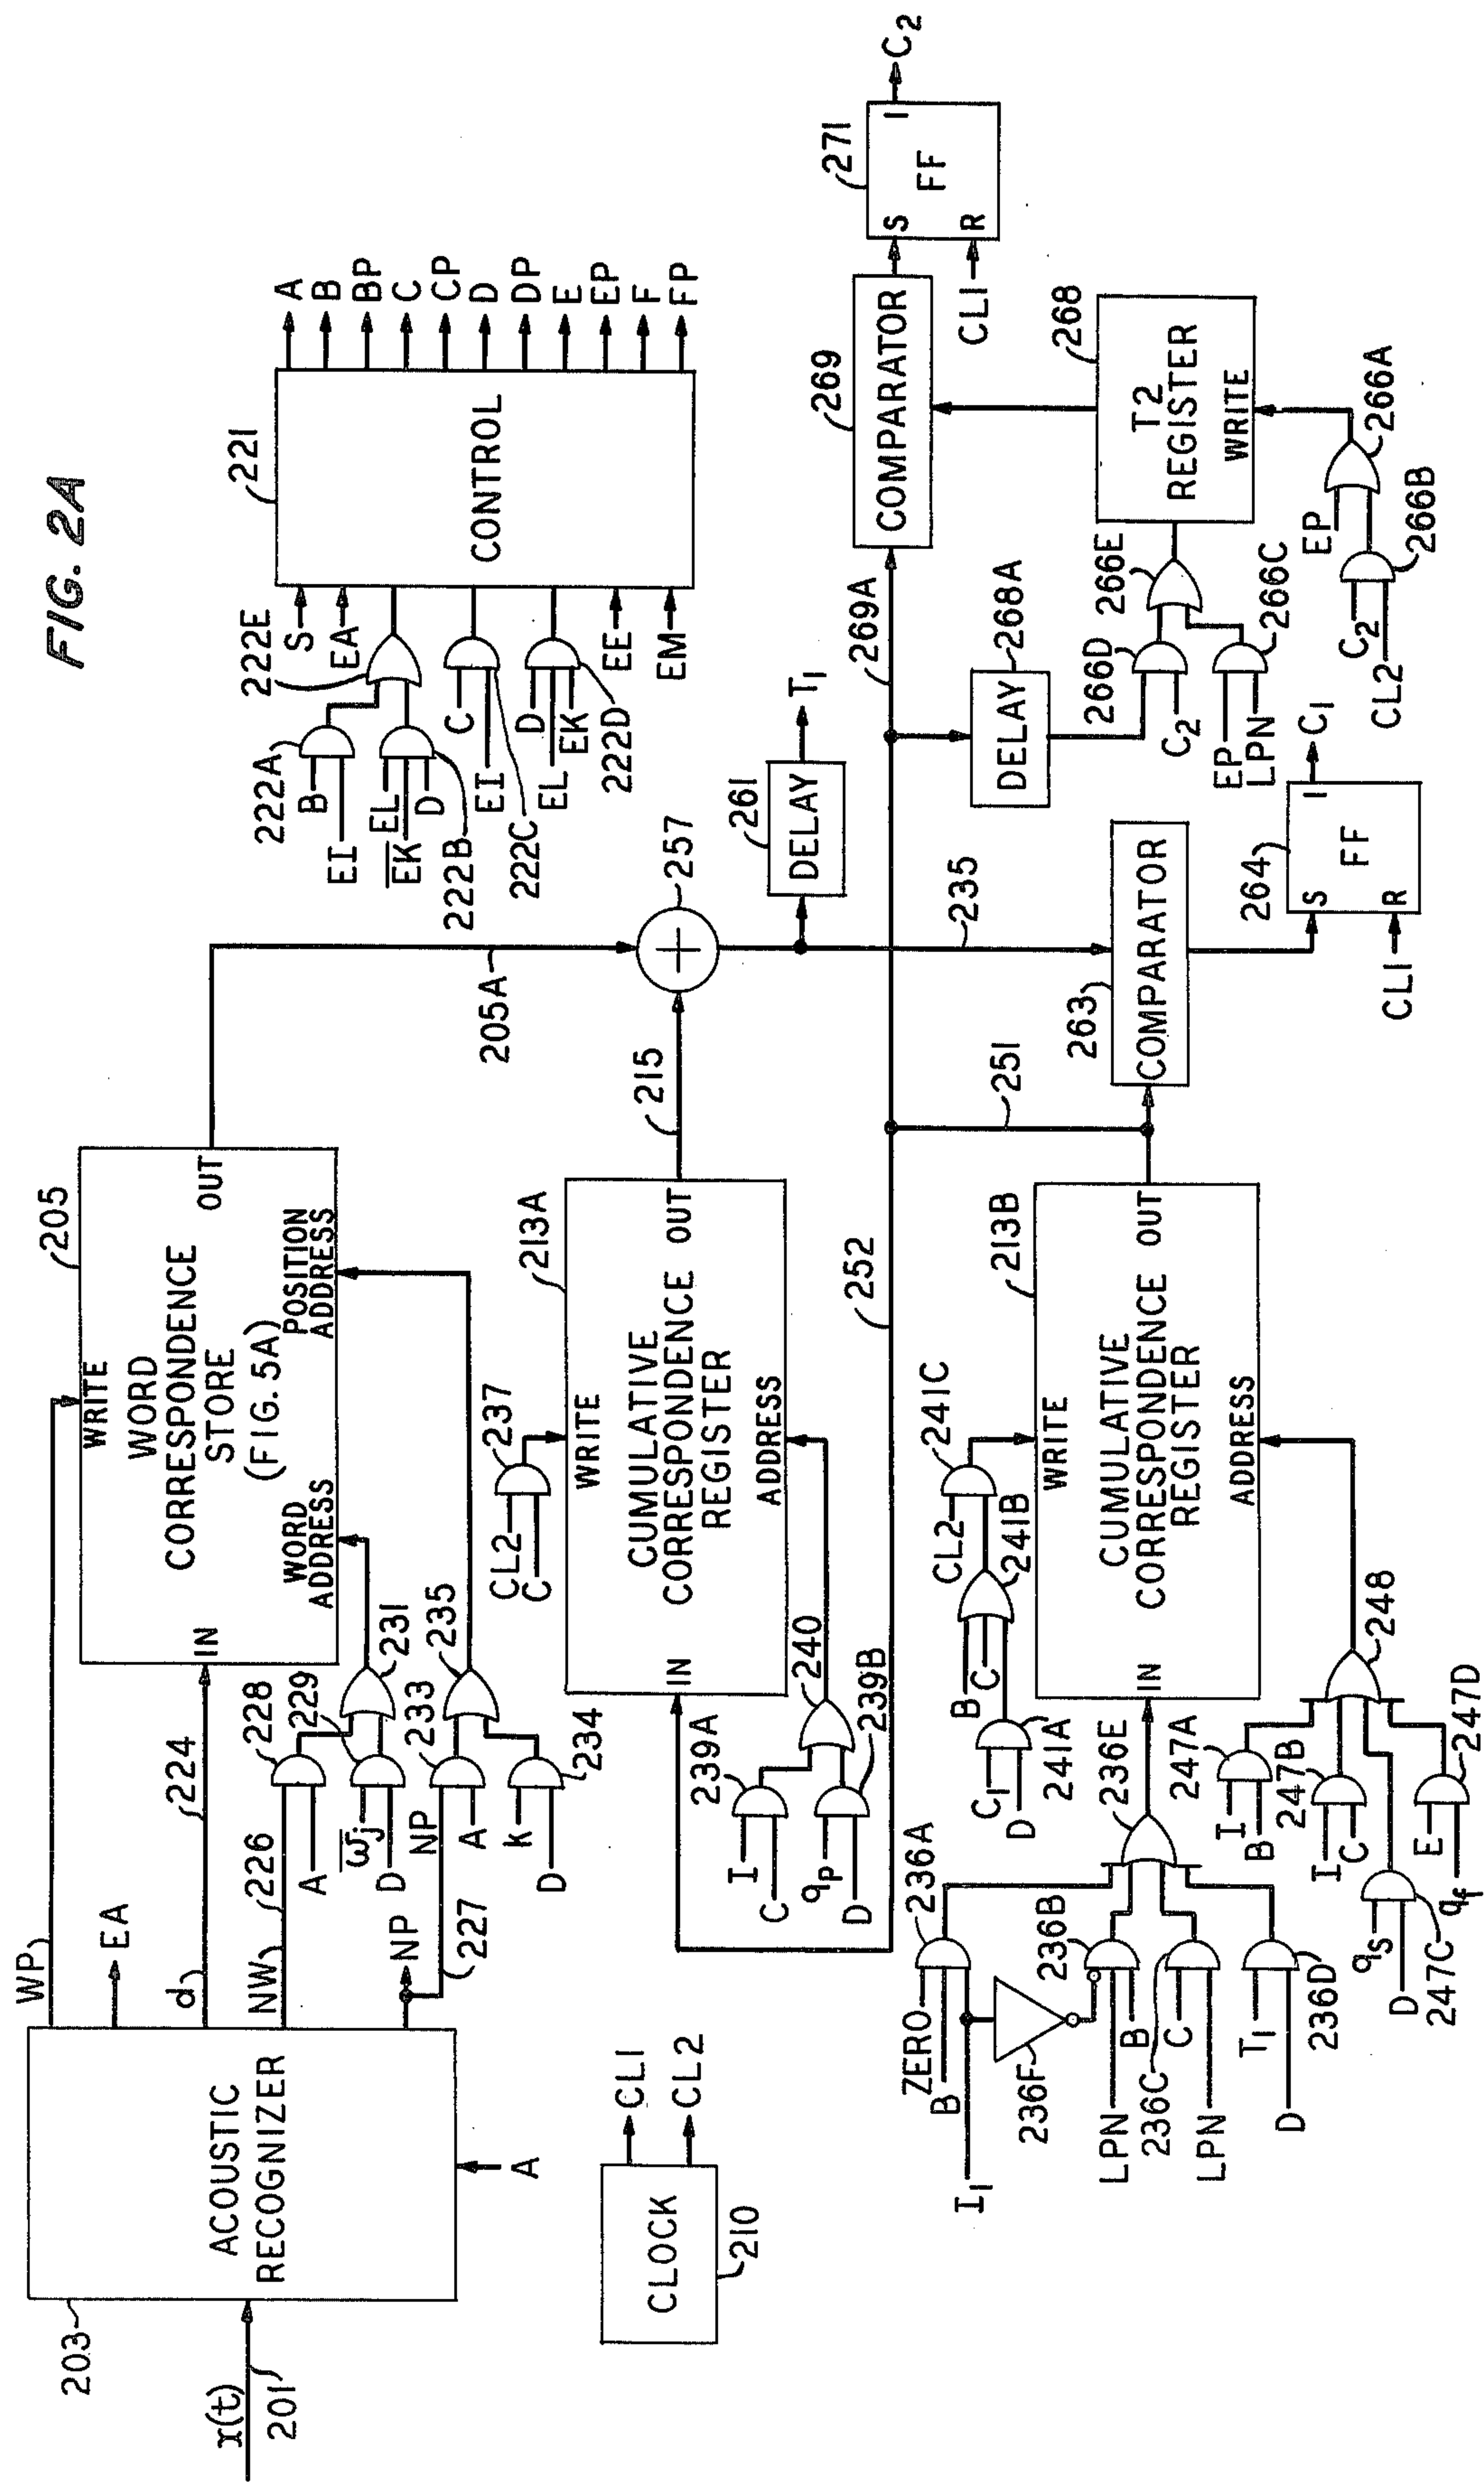 FIG. 2A
x(t)
201
203
ACOUSTIC
RECOGNIZER
A
WP
EA
d
224
NW
226
NP
227
228
A
229
ω̅j
D
231
NP
233
A
235
k
D
234
205
WRITE
IN
WORD
CORRESPONDENCE
STORE
(FIG. 5A)
WORD
ADDRESS
POSITION
ADDRESS
OUT
205A
CLOCK
210
CL1
CL2
CL2
C
237
213A
WRITE
IN
CUMULATIVE
CORRESPONDENCE
REGISTER
OUT
ADDRESS
239A
I
C
qP
D
239B
240
215
257
252
222A
B
EI
EL
EK
D
222B
222E
S
EA
C
EI
222C
D
EL
EK
222D
EE
EM
221
CONTROL
A
B
BP
C
CP
D
DP
E
EP
F
FP
261
DELAY
T1
236A
ZERO
B
I1
236F
236B
LPN
B
236C
C
LPN
T1
D
236D
236E
C1
D
241A
B
C
241B
CL2
241C
213B
WRITE
IN
CUMULATIVE
CORRESPONDENCE
REGISTER
OUT
ADDRESS
247A
I
B
247B
I
C
qS
D
247C
E
qf
247D
248
251
235
263
COMPARATOR
264
S
FF
1
R
CL1
C1
269A
DELAY
268A
266D
C2
EP
LPN
266C
266E
269
COMPARATOR
268
T2
REGISTER
WRITE
EP
266A
C2
CL2
266B
271
S
FF
1
R
CL1
C2